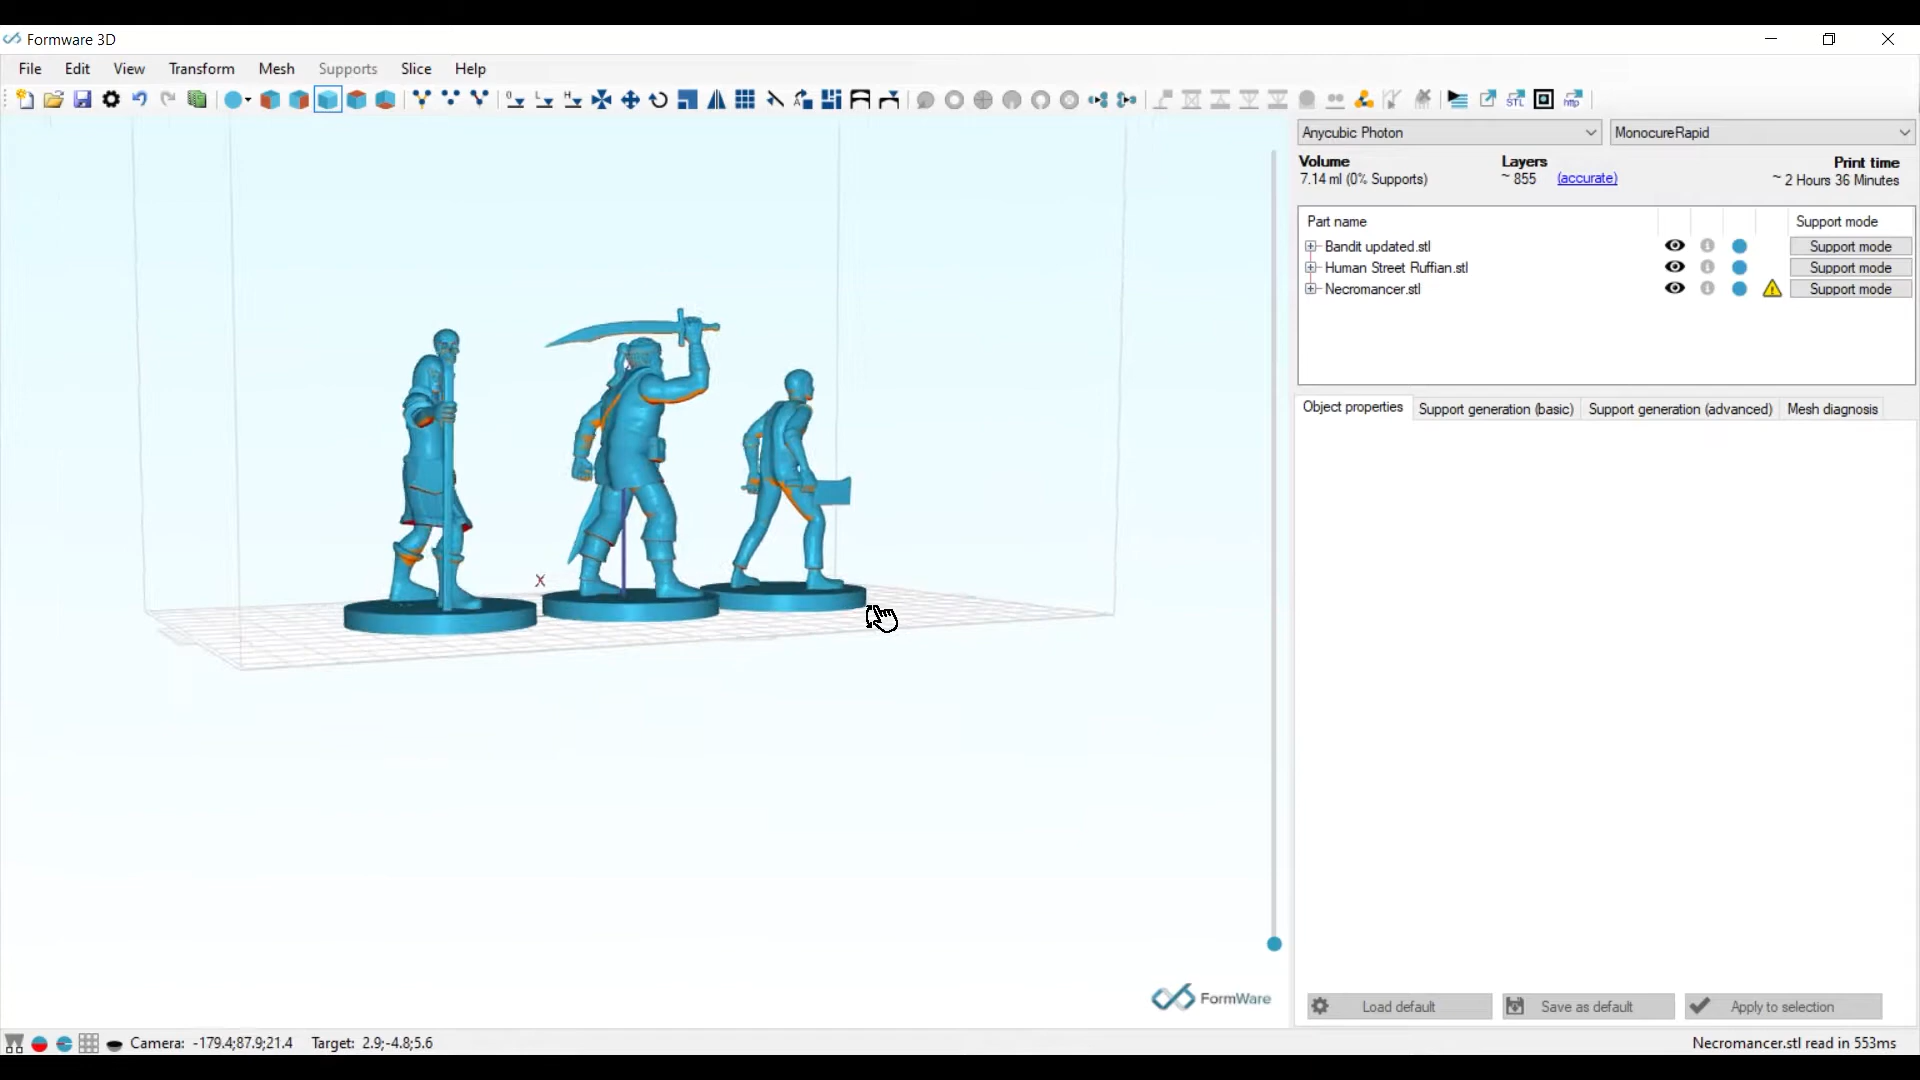 Formware 3D
File Edit View Transform Mesh Supports Slice Help
STL http
Anycubic Photon MonocureRapid
Volume Layers Print time
7.14 ml (0% Supports) ~ 855 (accurate) ~ 2 Hours 36 Minutes
Part name Support mode
Bandit updated.stl Support mode
Human Street Ruffian.stl Support mode
Necromancer.stl Support mode
Object properties Support generation (basic) Support generation (advanced) Mesh diagnosis
X
FormWare
Load default Save as default Apply to selection
Camera: -179.4;87.9;21.4 Target: 2.9;-4.8;5.6 Necromancer.stl read in 553ms